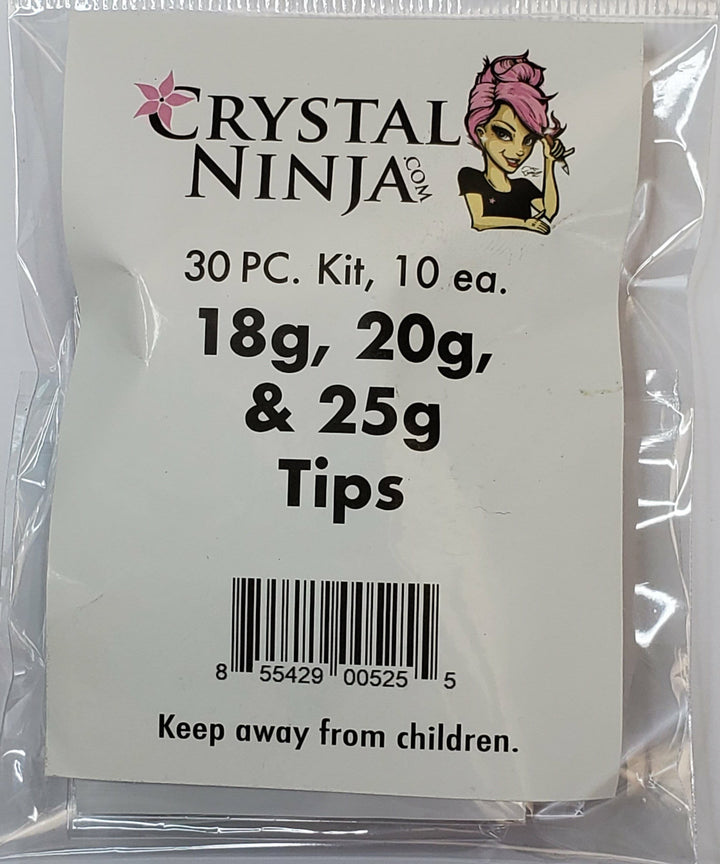 CRYSTAL
NINJA.COM
30 PC. Kit, 10 ea.
18g, 20g,
& 25g
Tips
8 55429 00525 5
Keep away from children.